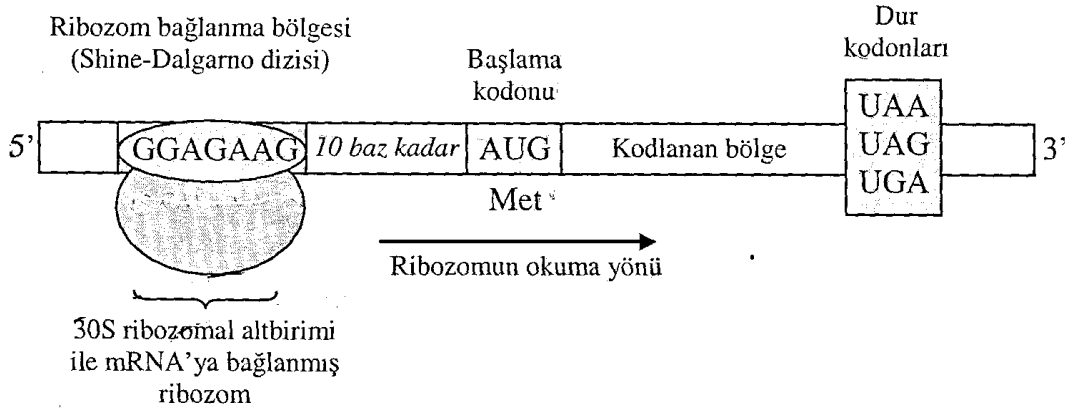 Ribozom bağlanma bölgesi
(Shine-Dalgarno dizisi)
Başlama
kodonu
Dur
kodonları
5' GGAGAAG 10 baz kadar AUG Kodlanan bölge UAA 3'
UAG
UGA
Met
Ribozomun okuma yönü
30S ribozomal altbirimi
ile mRNA'ya bağlanmış
ribozom